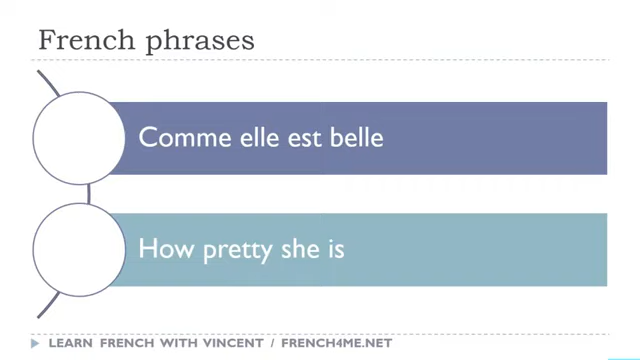 French phrases
Comme elle est belle
How pretty she is
LEARN FRENCH WITH VINCENT / FRENCH4ME.NET